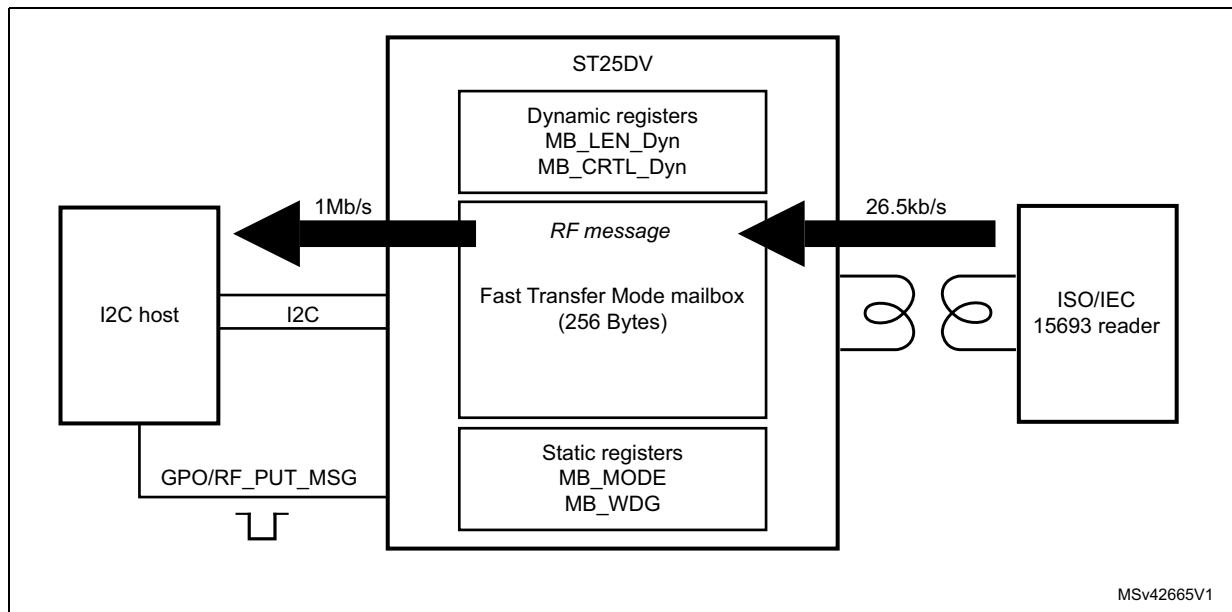 ST25DV
Dynamic registers
MB_LEN_Dyn
MB_CRTL_Dyn
1Mb/s
26.5kb/s
RF message
Fast Transfer Mode mailbox
(256 Bytes)
I2C host
I2C
ISO/IEC
15693 reader
GPO/RF_PUT_MSG
Static registers
MB_MODE
MB_WDG
MSv42665V1